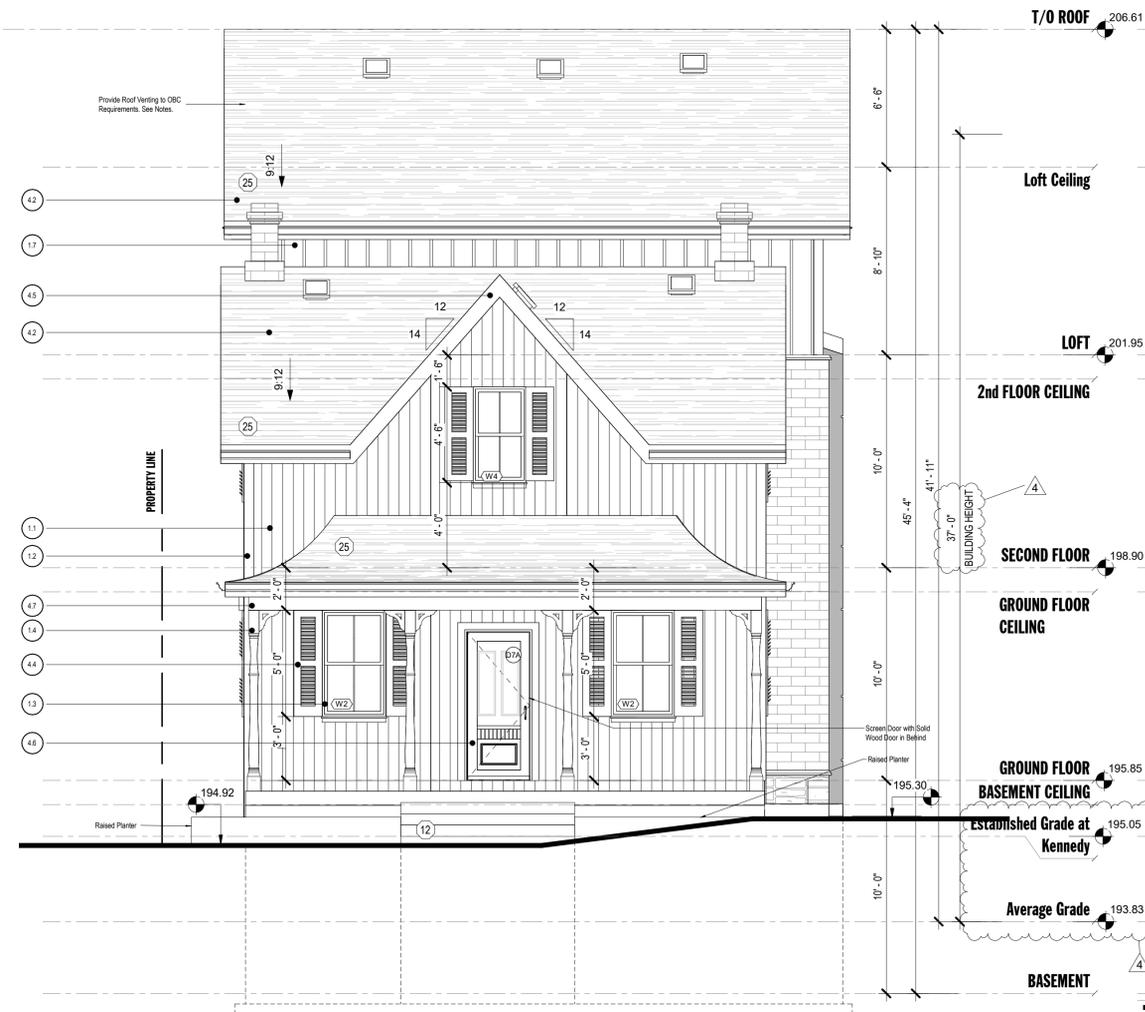 T/O ROOF 206.61
Provide Roof Venting to OBC
Requirements. See Notes.
6' - 6"
9:12
25
Loft Ceiling
4.2
1.7
8' - 10"
4.5
12
12
14
14
4.2
LOFT 201.95
1' - 6"
9:12
2nd FLOOR CEILING
25
4' - 6"
W4
10' - 0"
PROPERTY LINE
41' - 11"
45' - 4"
4
37' - 0"
BUILDING HEIGHT
1.1
4' - 0"
25
1.2
SECOND FLOOR 198.90
2' - 0"
2' - 0"
4.7
GROUND FLOOR
CEILING
1.4
D7A
4.4
5' - 0"
5' - 0"
10' - 0"
1.3
W2
W2
Screen Door with Solid
Wood Door in Behind
4.6
3' - 0"
3' - 0"
Raised Planter
GROUND FLOOR 195.85
BASEMENT CEILING
194.92
195.30
Raised Planter
12
Established Grade at 195.05
Kennedy
10' - 0"
Average Grade 193.83
4
BASEMENT